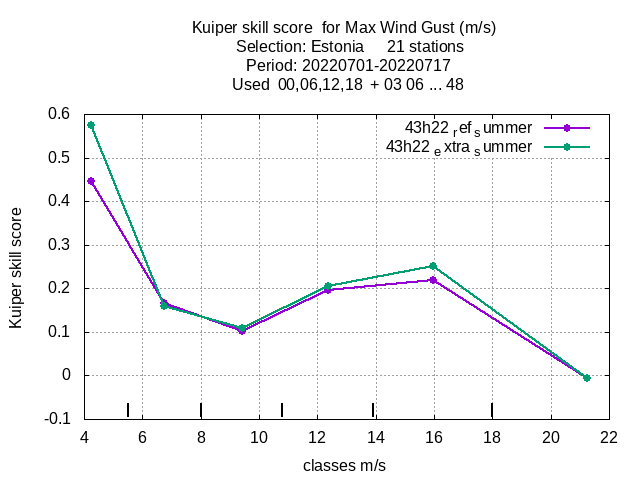 Kuiper skill score  for Max Wind Gust (m/s)
Selection: Estonia     21 stations
Period: 20220701-20220717
Used  00,06,12,18  + 03 06 ... 48
43h22 ref summer
43h22 extra summer
Kuiper skill score
0.6
0.5
0.4
0.3
0.2
0.1
0
-0.1
4 6 8 10 12 14 16 18 20 22
classes m/s